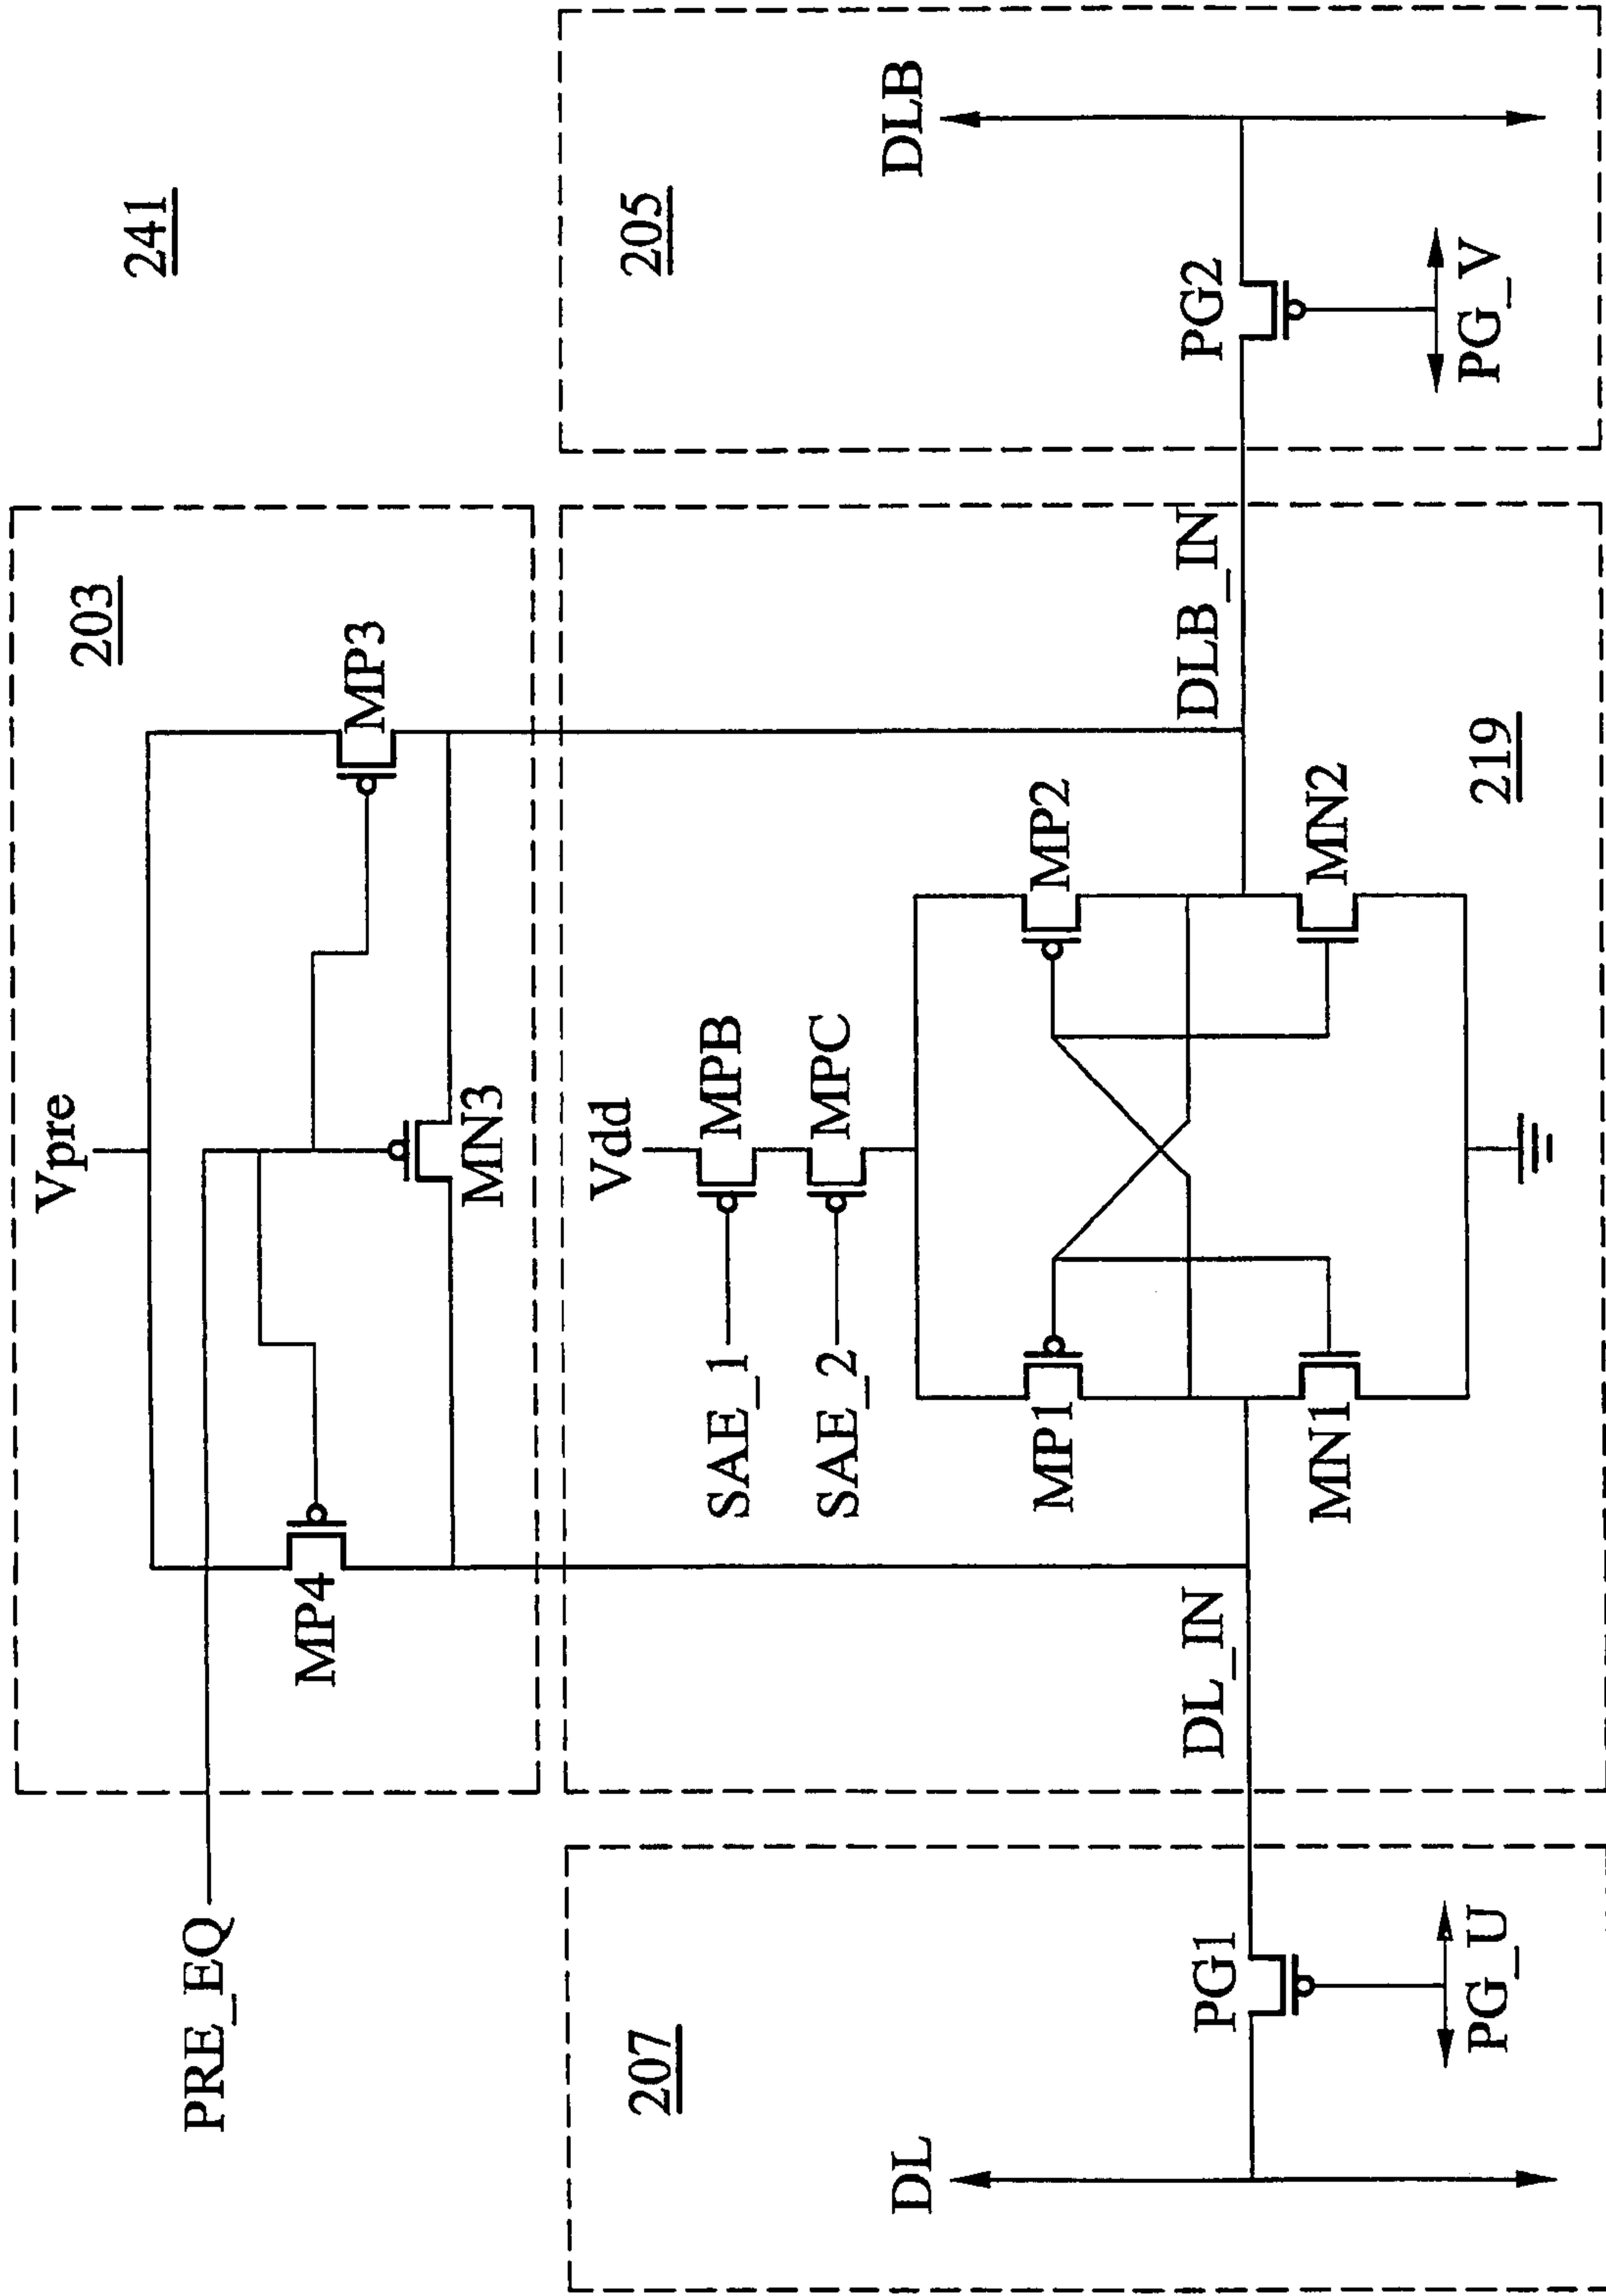 241
Vpre
203
PRE_EQ
MP4
MN3
MP3
207
205
Vdd
SAE_1
MPB
SAE_2
MPC
DL
DLB
MP1
MP2
DL_IN
DLB_IN
PG1
PG2
MN1
MN2
PG_U
219
PG_V